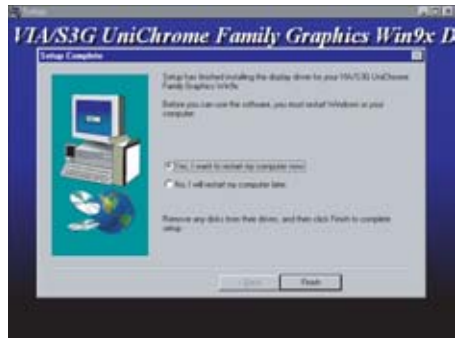 Setup
VIA/S3G UniChrome Family Graphics Win9x D
Setup Complete
Setup has finished installing the display driver for your VIA/S3G UniChrome
Family Graphics Win9x
Before you can use the software, you must restart Windows or your
computer.
Yes, I want to restart my computer now.
No, I will restart my computer later.
Remove any disks from their drives, and then click Finish to complete
setup.
Finish